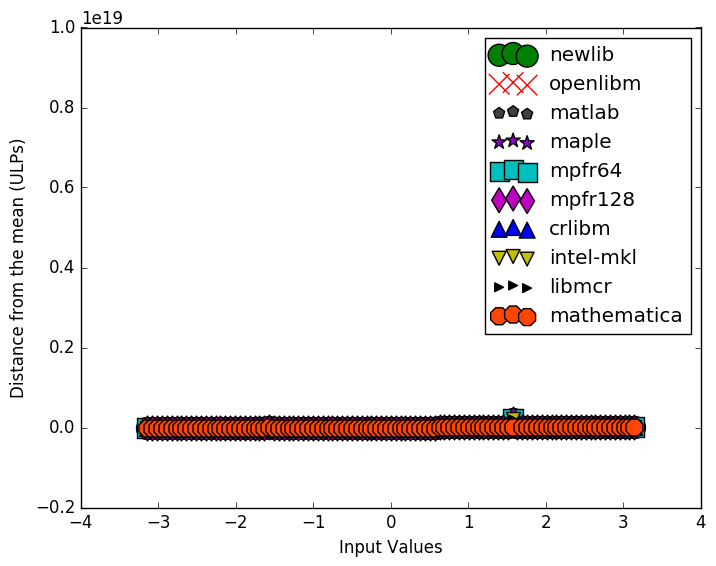 1e19
1.0
0.8
0.6
0.4
0.2
0.0
−0.2
−4
−3
−2
−1
0
1
2
3
4
Input Values
Distance from the mean (ULPs)
newlib
openlibm
matlab
maple
mpfr64
mpfr128
crlibm
intel-mkl
libmcr
mathematica